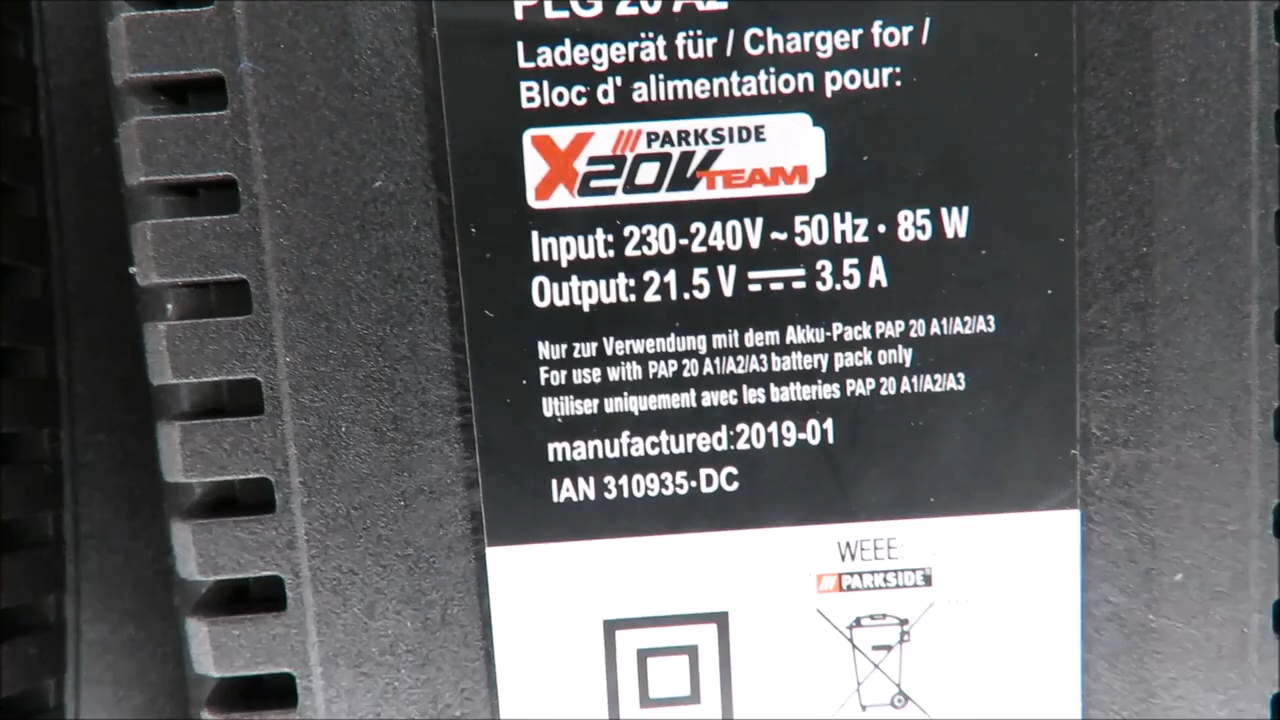 PLG 20 A2
Ladegerät für / Charger for /
Bloc d' alimentation pour:
PARKSIDE
X20V TEAM
Input: 230-240V ~ 50 Hz · 85 W
Output: 21.5 V ⎓ 3.5 A
Nur zur Verwendung mit dem Akku-Pack PAP 20 A1/A2/A3
For use with PAP 20 A1/A2/A3 battery pack only
Utiliser uniquement avec les batteries PAP 20 A1/A2/A3
manufactured:2019-01
IAN 310935·DC
WEEE:
PARKSIDE®